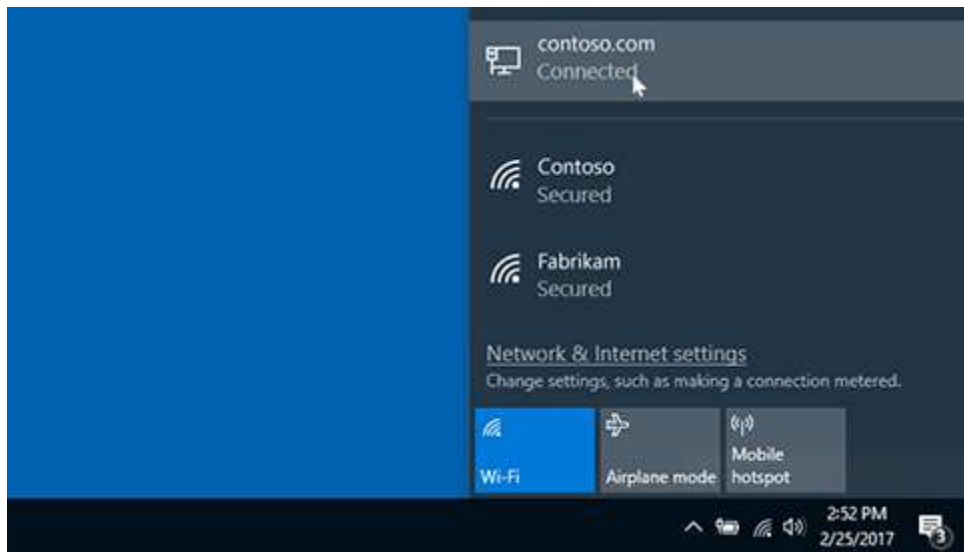 contoso.com
Connected
Contoso
Secured
Fabrikam
Secured
Network & Internet settings
Change settings, such as making a connection metered.
Wi-Fi
Airplane mode
Mobile
hotspot
2:52 PM
2/25/2017
3